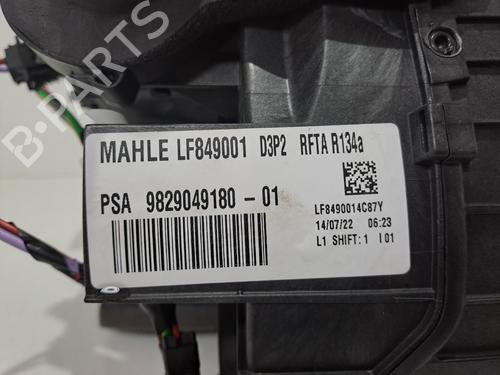 MAHLE LF849001 D3P2 RFTA R134a
PSA 9829049180-01
LF8490014C87Y
14/07/22 06:23
L1 SHIFT: 1 I 01
B-PARTS